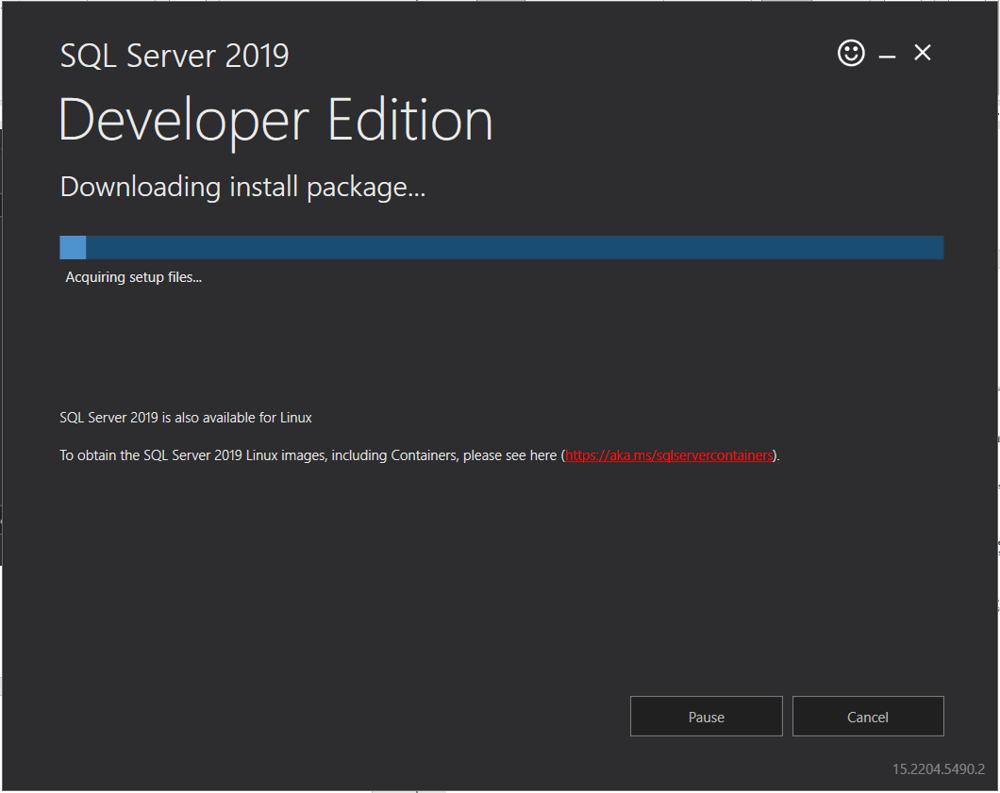 SQL Server 2019
Developer Edition
Downloading install package...
Acquiring setup files...
SQL Server 2019 is also available for Linux
To obtain the SQL Server 2019 Linux images, including Containers, please see here (https://aka.ms/sqlservercontainers).
Pause
Cancel
15.2204.5490.2